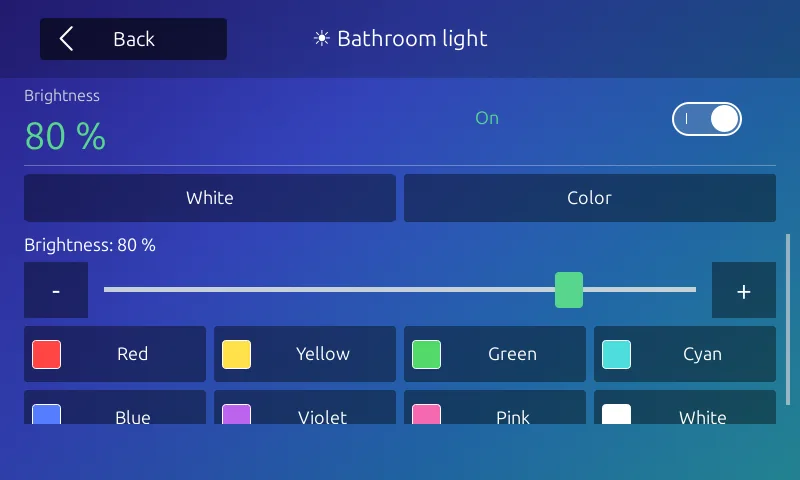 Back
☀ Bathroom light
Brightness
80 %
On
White
Color
Brightness: 80 %
-
+
Red
Yellow
Green
Cyan
Blue
Violet
Pink
White